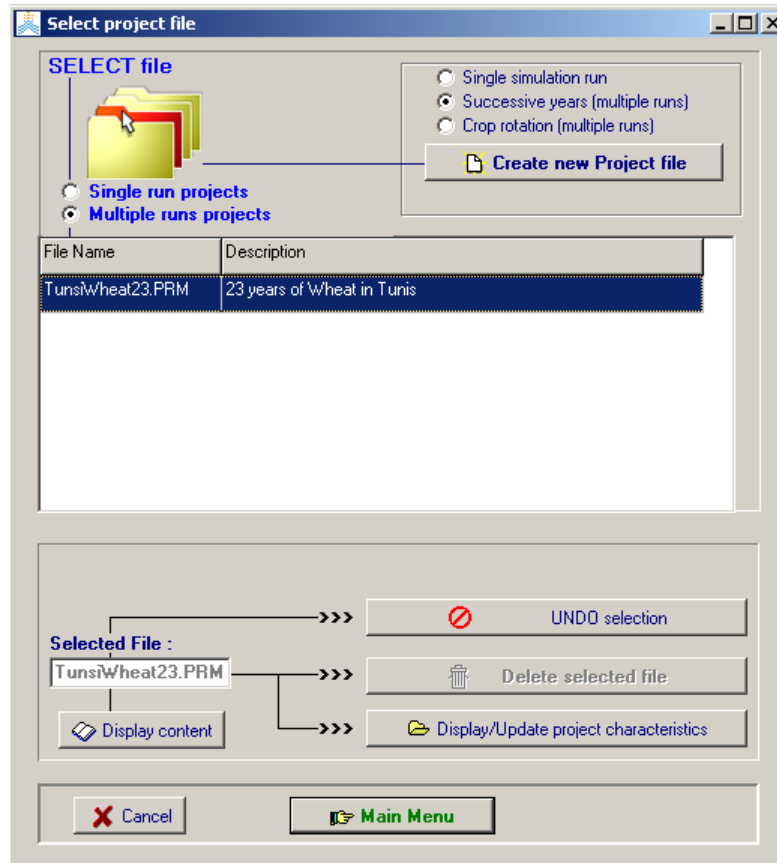 Select project file
SELECT file
Single simulation run
Successive years (multiple runs)
Crop rotation (multiple runs)
Create new Project file
Single run projects
Multiple runs projects
File Name Description
TunsiWheat23.PRM 23 years of Wheat in Tunis
>>> UNDO selection
Selected File :
TunsiWheat23.PRM >>> Delete selected file
Display content >>> Display/Update project characteristics
Cancel Main Menu